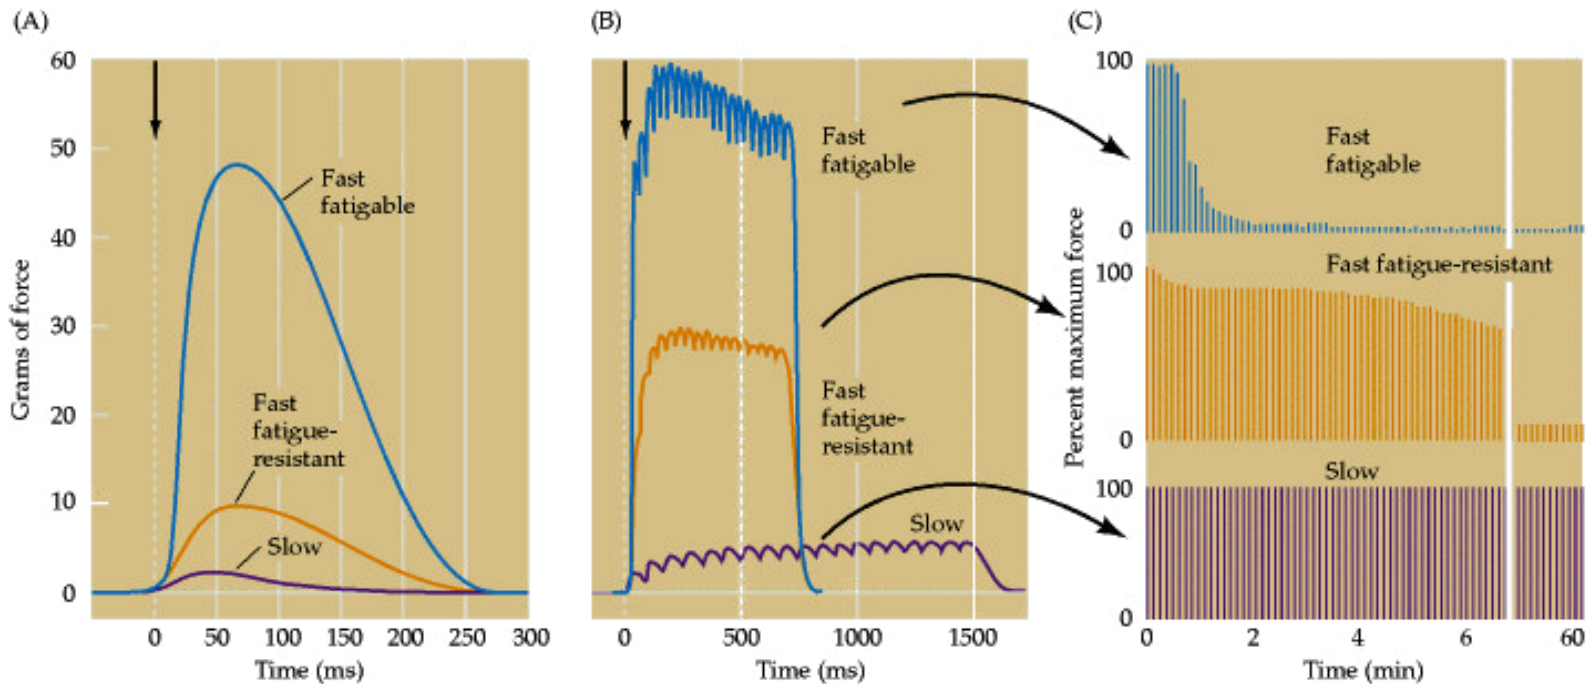 (A)
Grams of force
60
50
40
30
20
10
0
Fast
fatigable
Fast
fatigue-
resistant
Slow
0 50 100 150 200 250 300
Time (ms)
(B)
Fast
fatigable
Fast
fatigue-
resistant
Slow
0 500 1000 1500
Time (ms)
(C)
Percent maximum force
100
Fast
fatigable
0
100
Fast fatigue-resistant
0
Slow
100
0
0 2 4 6 60
Time (min)